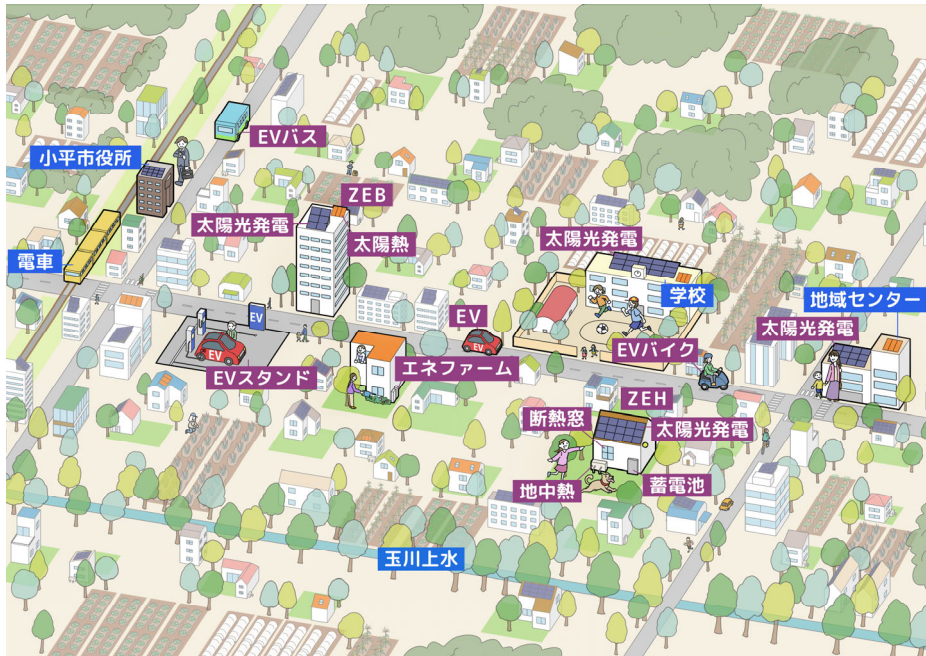 EVバス
小平市役所
ZEB
太陽光発電
太陽熱
太陽光発電
電車
学校
地域センター
EV
EV
太陽光発電
EV
EV
EVスタンド
エネファーム
EVバイク
ZEH
断熱窓
太陽光発電
地中熱
蓄電池
玉川上水